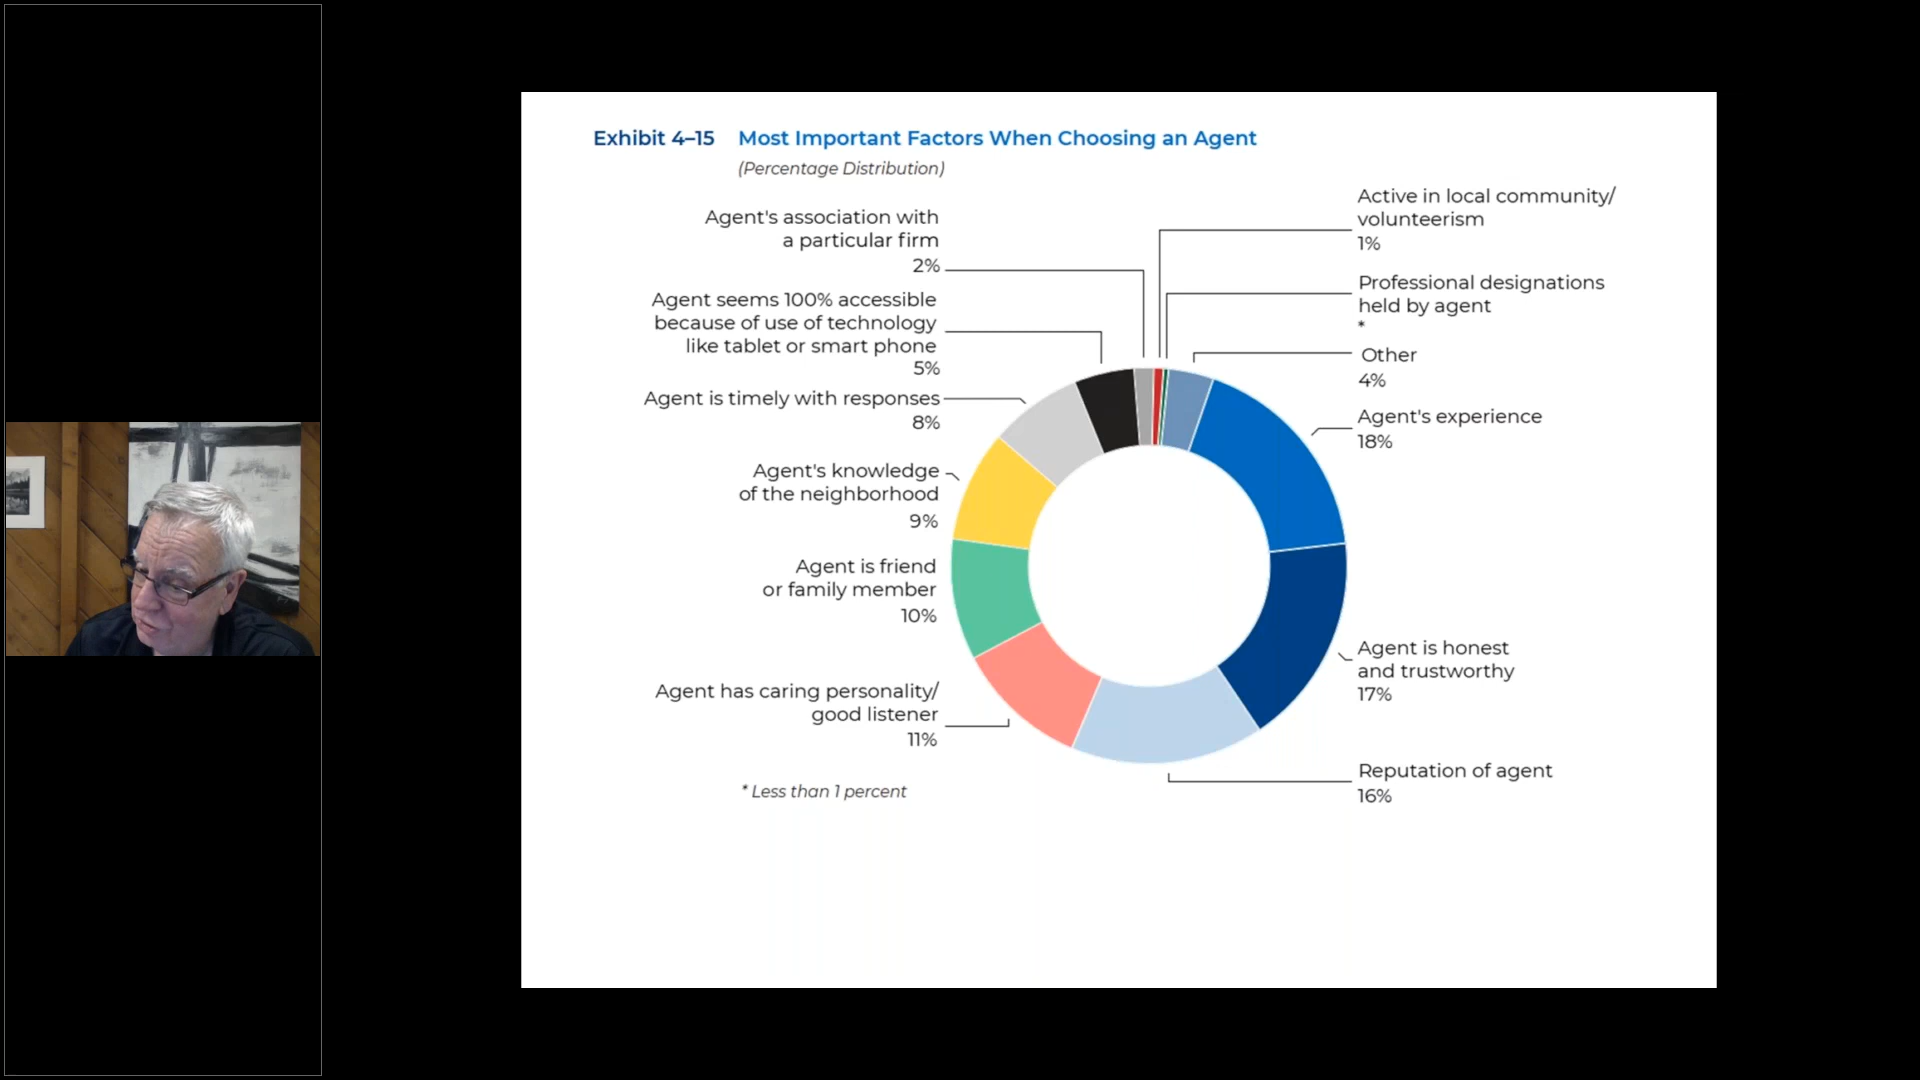 Exhibit 4–15 Most Important Factors When Choosing an Agent
(Percentage Distribution)
Agent's association with
a particular firm
2%
Agent seems 100% accessible
because of use of technology
like tablet or smart phone
5%
Agent is timely with responses
8%
Agent's knowledge
of the neighborhood
9%
Agent is friend
or family member
10%
Agent has caring personality/
good listener
11%
* Less than 1 percent
Active in local community/
volunteerism
1%
Professional designations
held by agent
*
Other
4%
Agent's experience
18%
Agent is honest
and trustworthy
17%
Reputation of agent
16%